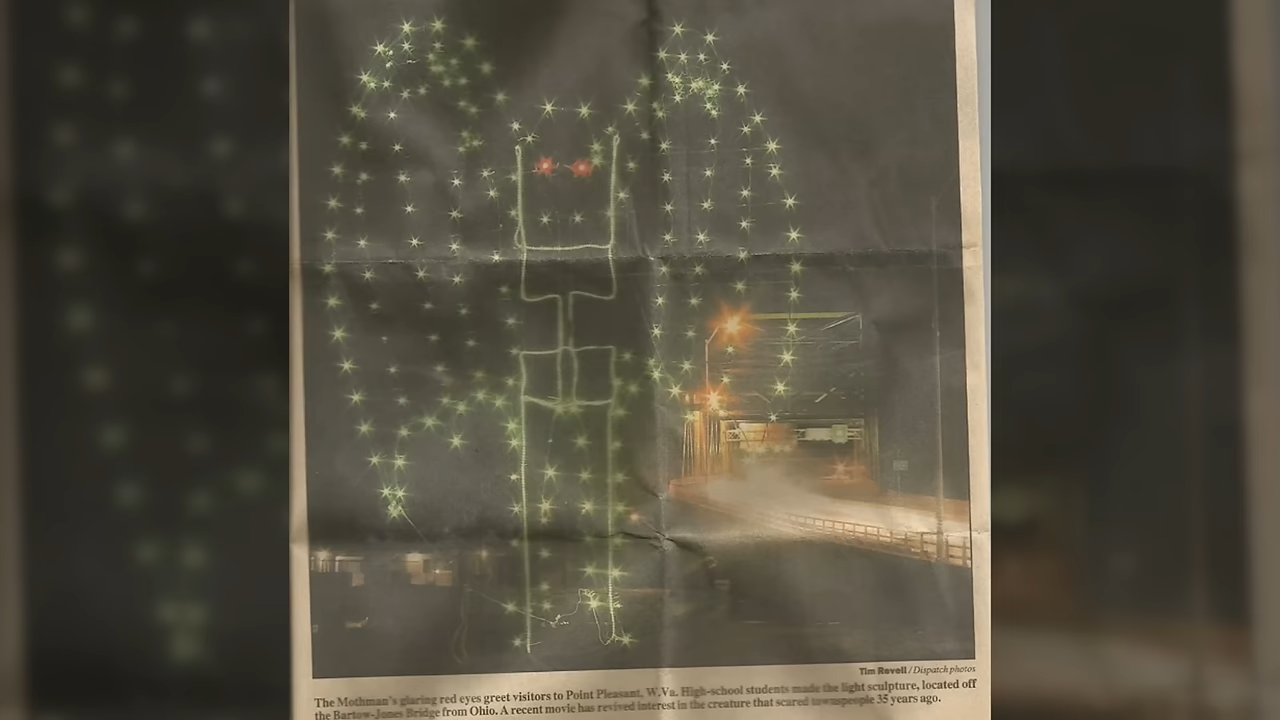 Tim Revell / Dispatch photos
The Mothman's glaring red eyes greet visitors to Point Pleasant, W.Va. High-school students made the light sculpture, located off
the Bartow-Jones Bridge from Ohio. A recent movie has revived interest in the creature that scared townspeople 35 years ago.